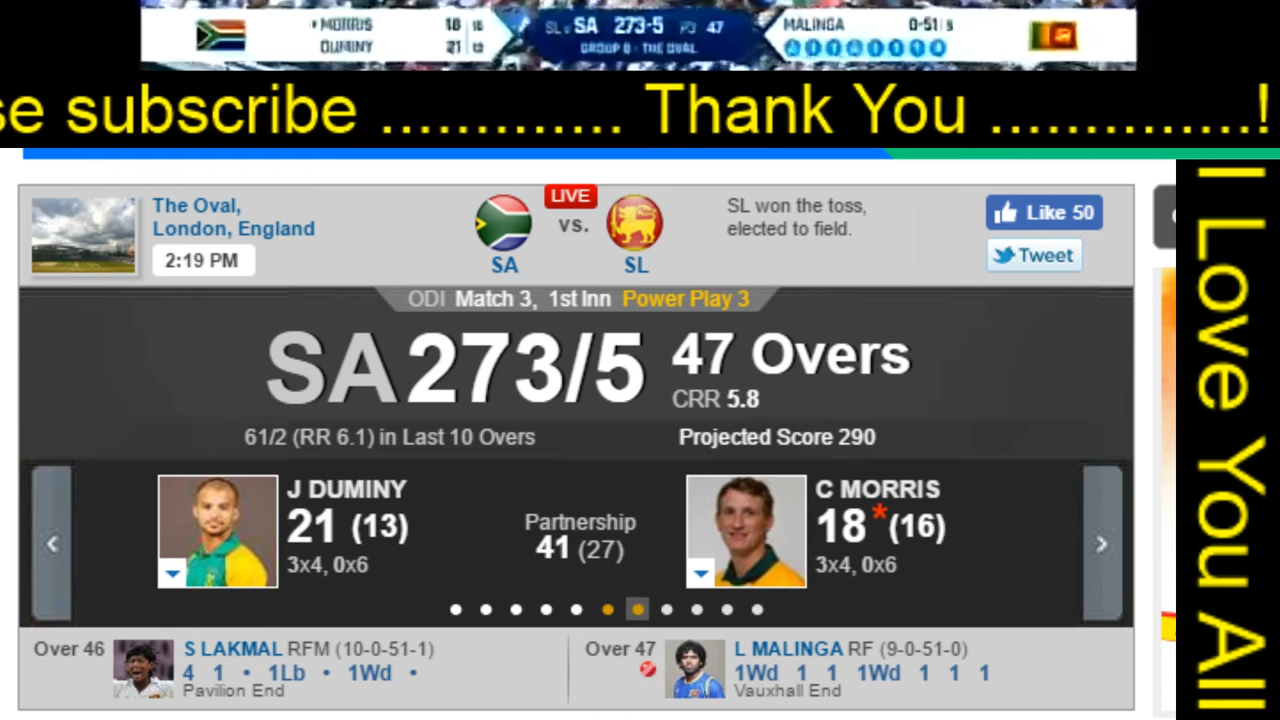 MORRIS 18 16
DUMINY 21 13
SL v SA 273-5 P3 47
GROUP B - THE OVAL
MALINGA 0-51 9
se subscribe ............. Thank You ..............!
I Love You All
The Oval,
London, England
2:19 PM
LIVE
vs.
SA
SL
SL won the toss,
elected to field.
Like 50
Tweet
ODI Match 3, 1st Inn Power Play 3
SA 273/5
47 Overs
CRR 5.8
61/2 (RR 6.1) in Last 10 Overs
Projected Score 290
J DUMINY
21 (13)
3x4, 0x6
Partnership
41 (27)
C MORRIS
18*(16)
3x4, 0x6
Over 46
S LAKMAL RFM (10-0-51-1)
4 1 • 1Lb • 1Wd •
Pavilion End
Over 47
L MALINGA RF (9-0-51-0)
1Wd 1 1 1Wd 1 1 1
Vauxhall End